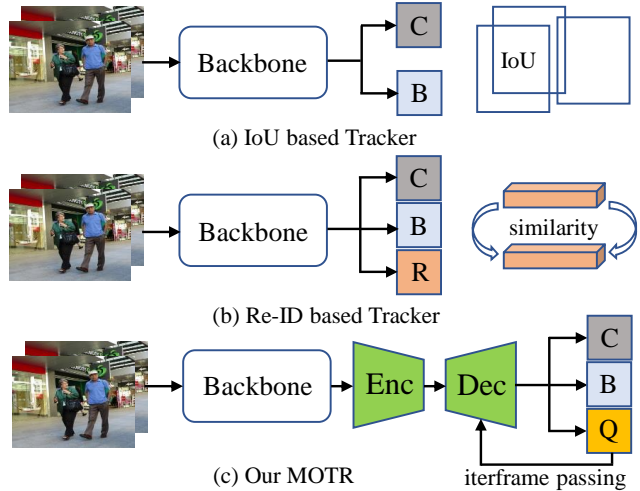 Backbone
C
B
IoU
(a) IoU based Tracker
Backbone
C
B
R
similarity
(b) Re-ID based Tracker
Backbone
Enc
Dec
C
B
Q
iterframe passing
(c) Our MOTR